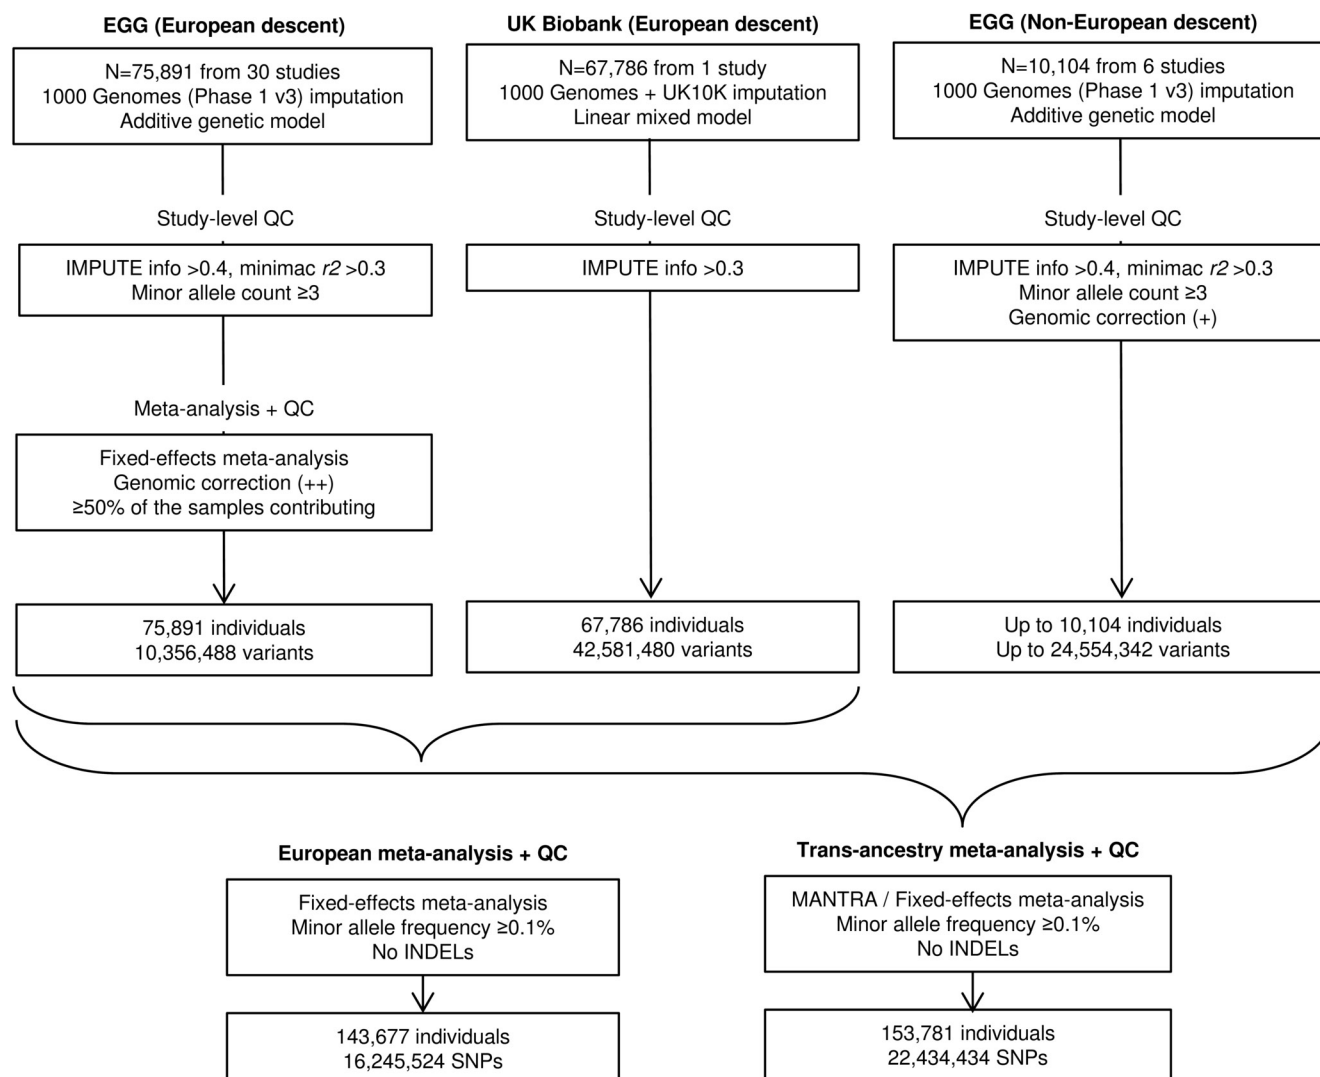 EGG (European descent)
N=75,891 from 30 studies
1000 Genomes (Phase 1 v3) imputation
Additive genetic model
Study-level QC
IMPUTE info >0.4, minimac r2 >0.3
Minor allele count ≥3
Meta-analysis + QC
Fixed-effects meta-analysis
Genomic correction (++)
≥50% of the samples contributing
75,891 individuals
10,356,488 variants
UK Biobank (European descent)
N=67,786 from 1 study
1000 Genomes + UK10K imputation
Linear mixed model
Study-level QC
IMPUTE info >0.3
67,786 individuals
42,581,480 variants
EGG (Non-European descent)
N=10,104 from 6 studies
1000 Genomes (Phase 1 v3) imputation
Additive genetic model
Study-level QC
IMPUTE info >0.4, minimac r2 >0.3
Minor allele count ≥3
Genomic correction (+)
Up to 10,104 individuals
Up to 24,554,342 variants
European meta-analysis + QC
Fixed-effects meta-analysis
Minor allele frequency ≥0.1%
No INDELs
143,677 individuals
16,245,524 SNPs
Trans-ancestry meta-analysis + QC
MANTRA / Fixed-effects meta-analysis
Minor allele frequency ≥0.1%
No INDELs
153,781 individuals
22,434,434 SNPs